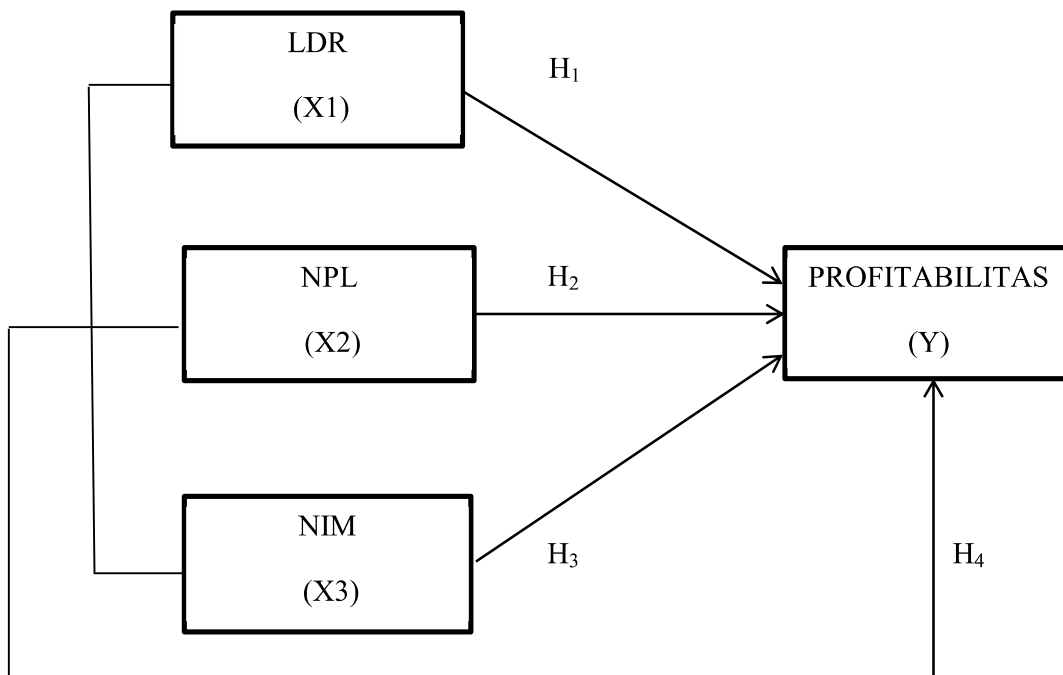 LDR
(X1)
H₁
NPL
(X2)
H₂
PROFITABILITAS
(Y)
NIM
(X3)
H₃
H₄